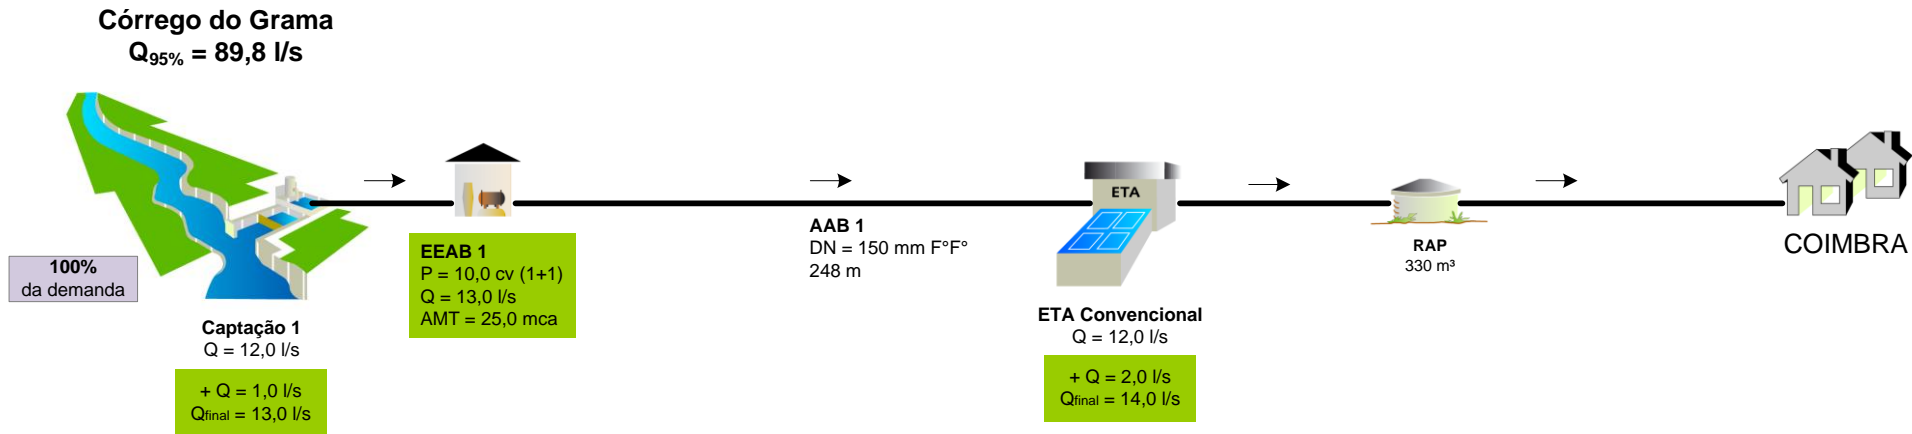 Córrego do Grama
Q95% = 89,8 l/s
100%
da demanda
Captação 1
Q = 12,0 l/s
+ Q = 1,0 l/s
Qfinal = 13,0 l/s
EEAB 1
P = 10,0 cv (1+1)
Q = 13,0 l/s
AMT = 25,0 mca
AAB 1
DN = 150 mm F°F°
248 m
ETA
ETA Convencional
Q = 12,0 l/s
+ Q = 2,0 l/s
Qfinal = 14,0 l/s
RAP
330 m³
COIMBRA